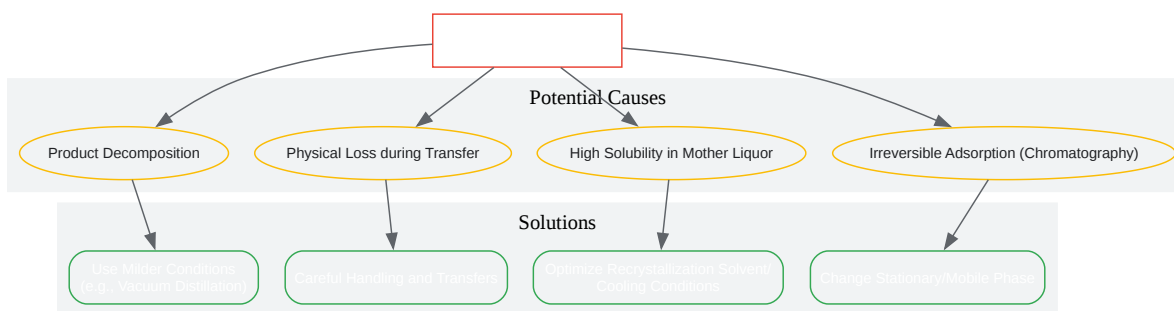 Potential Causes
Product Decomposition
Physical Loss during Transfer
High Solubility in Mother Liquor
Irreversible Adsorption (Chromatography)
Solutions
Use Milder Conditions
(e.g., Vacuum Distillation)
Careful Handling and Transfers
Optimize Recrystallization Solvent/
Cooling Conditions
Change Stationary/Mobile Phase